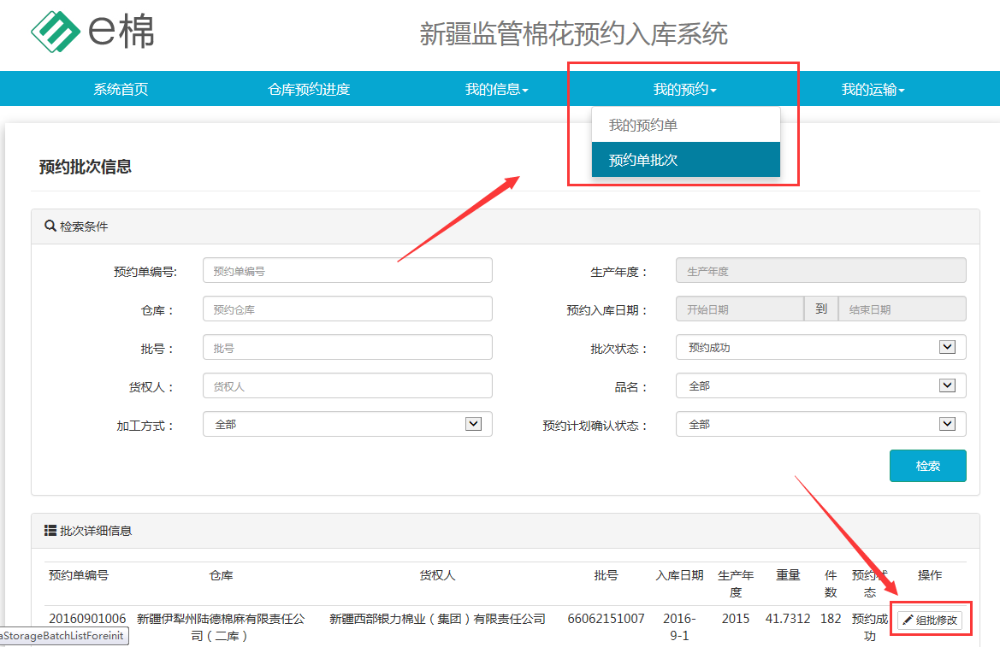 e棉
新疆监管棉花预约入库系统
系统首页 仓库预约进度 我的信息 我的预约 我的运输
我的预约单
预约单批次
预约批次信息
检索条件
预约单编号: 预约单编号 生产年度： 生产年度
仓库： 预约仓库 预约入库日期： 开始日期 到 结束日期
批号： 批号 批次状态： 预约成功
货权人： 货权人 品名： 全部
加工方式： 全部 预约计划确认状态： 全部
检索
批次详细信息
预约单编号 仓库 货权人 批号 入库日期 生产年 重量 件 预约状 操作
度 数 态
20160901006 新疆伊犁州陆德棉麻有限责任公 新疆西部银力棉业（集团）有限责任公司 66062151007 2016- 2015 41.7312 182 预约成 组批修改
司（二库） 9-1 功
aStorageBatchListForeinit